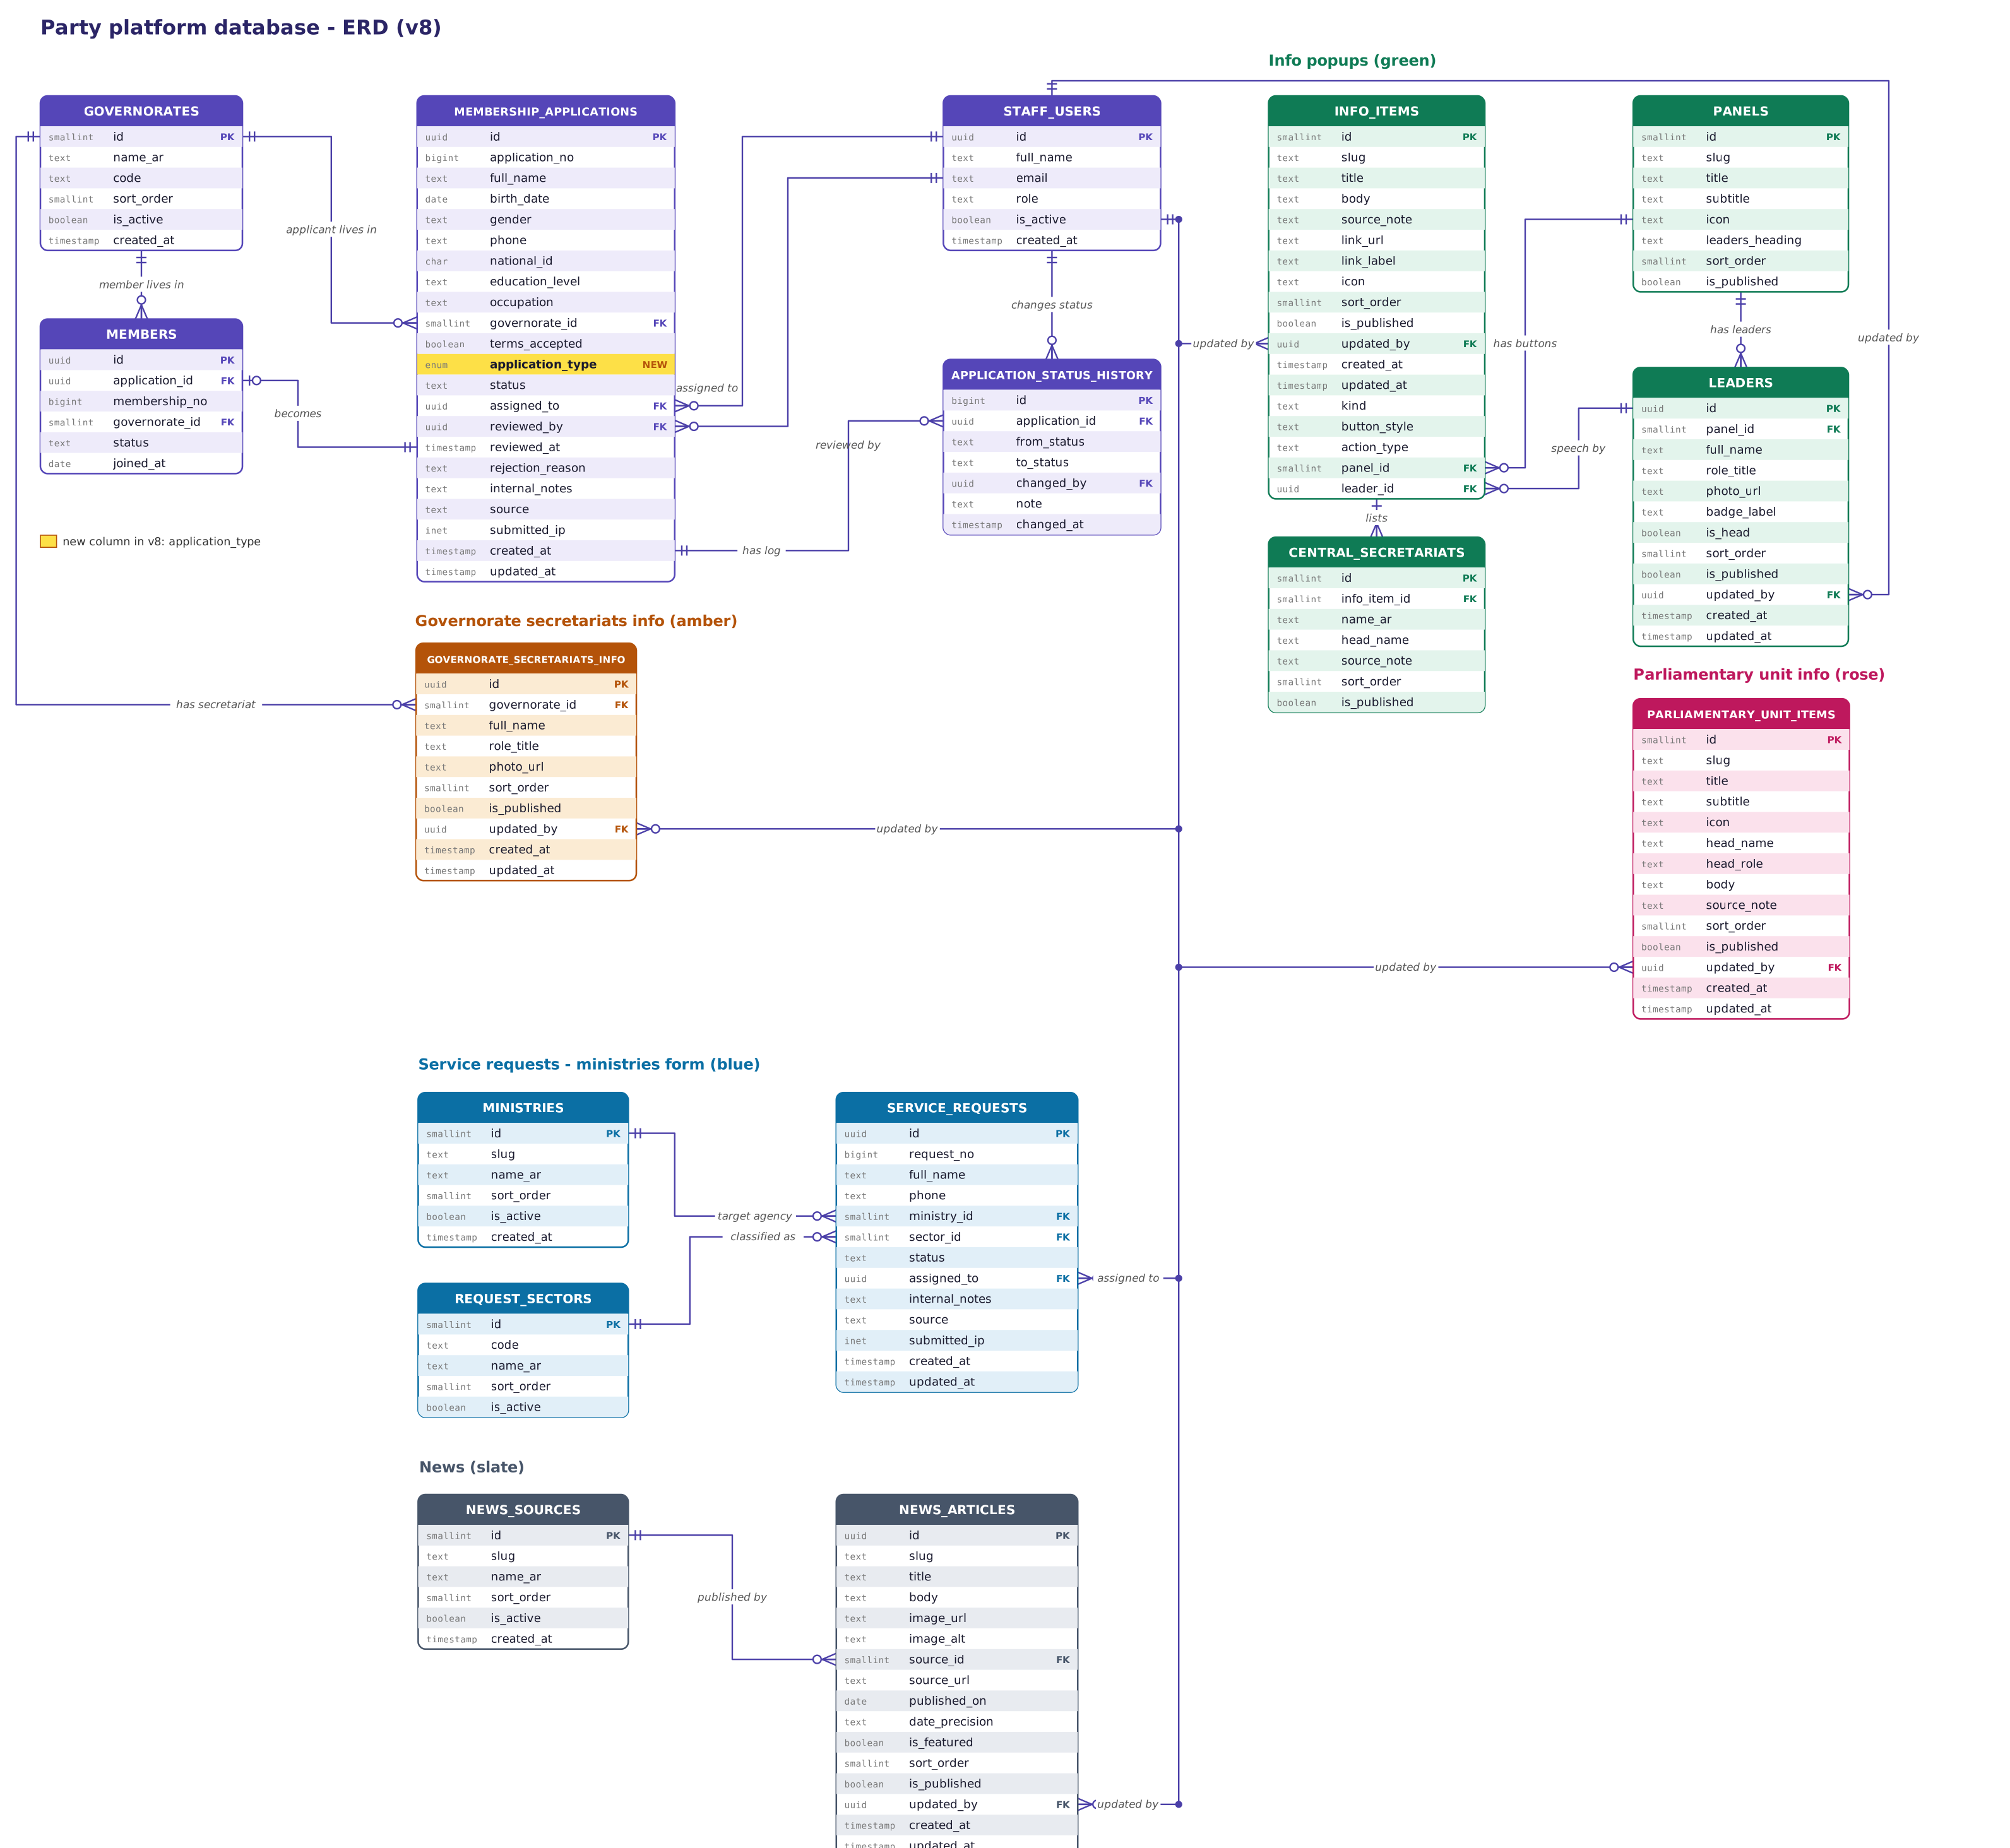 Party platform database - ERD (v8)
Info popups (green)
GOVERNORATES
smallint id PK
text name_ar
text code
smallint sort_order
boolean is_active
timestamp created_at
member lives in
MEMBERS
uuid id PK
uuid application_id FK
bigint membership_no
smallint governorate_id FK
text status
date joined_at
new column in v8: application_type
applicant lives in
becomes
MEMBERSHIP_APPLICATIONS
uuid id PK
bigint application_no
text full_name
date birth_date
text gender
text phone
char national_id
text education_level
text occupation
smallint governorate_id FK
boolean terms_accepted
enum application_type NEW
text status
uuid assigned_to FK
uuid reviewed_by FK
timestamp reviewed_at
text rejection_reason
text internal_notes
text source
inet submitted_ip
timestamp created_at
timestamp updated_at
assigned to
reviewed by
has log
STAFF_USERS
uuid id PK
text full_name
text email
text role
boolean is_active
timestamp created_at
changes status
APPLICATION_STATUS_HISTORY
bigint id PK
uuid application_id FK
text from_status
text to_status
uuid changed_by FK
text note
timestamp changed_at
updated by
INFO_ITEMS
smallint id PK
text slug
text title
text body
text source_note
text link_url
text link_label
text icon
smallint sort_order
boolean is_published
uuid updated_by FK
timestamp created_at
timestamp updated_at
text kind
text button_style
text action_type
smallint panel_id FK
uuid leader_id FK
lists
CENTRAL_SECRETARIATS
smallint id PK
smallint info_item_id FK
text name_ar
text head_name
text source_note
smallint sort_order
boolean is_published
has buttons
speech by
PANELS
smallint id PK
text slug
text title
text subtitle
text icon
text leaders_heading
smallint sort_order
boolean is_published
has leaders
updated by
LEADERS
uuid id PK
smallint panel_id FK
text full_name
text role_title
text photo_url
text badge_label
boolean is_head
smallint sort_order
boolean is_published
uuid updated_by FK
timestamp created_at
timestamp updated_at
Governorate secretariats info (amber)
has secretariat
GOVERNORATE_SECRETARIATS_INFO
uuid id PK
smallint governorate_id FK
text full_name
text role_title
text photo_url
smallint sort_order
boolean is_published
uuid updated_by FK
timestamp created_at
timestamp updated_at
updated by
Parliamentary unit info (rose)
PARLIAMENTARY_UNIT_ITEMS
smallint id PK
text slug
text title
text subtitle
text icon
text head_name
text head_role
text body
text source_note
smallint sort_order
boolean is_published
uuid updated_by FK
timestamp created_at
timestamp updated_at
updated by
Service requests - ministries form (blue)
MINISTRIES
smallint id PK
text slug
text name_ar
smallint sort_order
boolean is_active
timestamp created_at
REQUEST_SECTORS
smallint id PK
text code
text name_ar
smallint sort_order
boolean is_active
target agency
classified as
SERVICE_REQUESTS
uuid id PK
bigint request_no
text full_name
text phone
smallint ministry_id FK
smallint sector_id FK
text status
uuid assigned_to FK
text internal_notes
text source
inet submitted_ip
timestamp created_at
timestamp updated_at
assigned to
News (slate)
NEWS_SOURCES
smallint id PK
text slug
text name_ar
smallint sort_order
boolean is_active
timestamp created_at
published by
NEWS_ARTICLES
uuid id PK
text slug
text title
text body
text image_url
text image_alt
smallint source_id FK
text source_url
date published_on
text date_precision
boolean is_featured
smallint sort_order
boolean is_published
uuid updated_by FK
timestamp created_at
timestamp updated_at
updated by